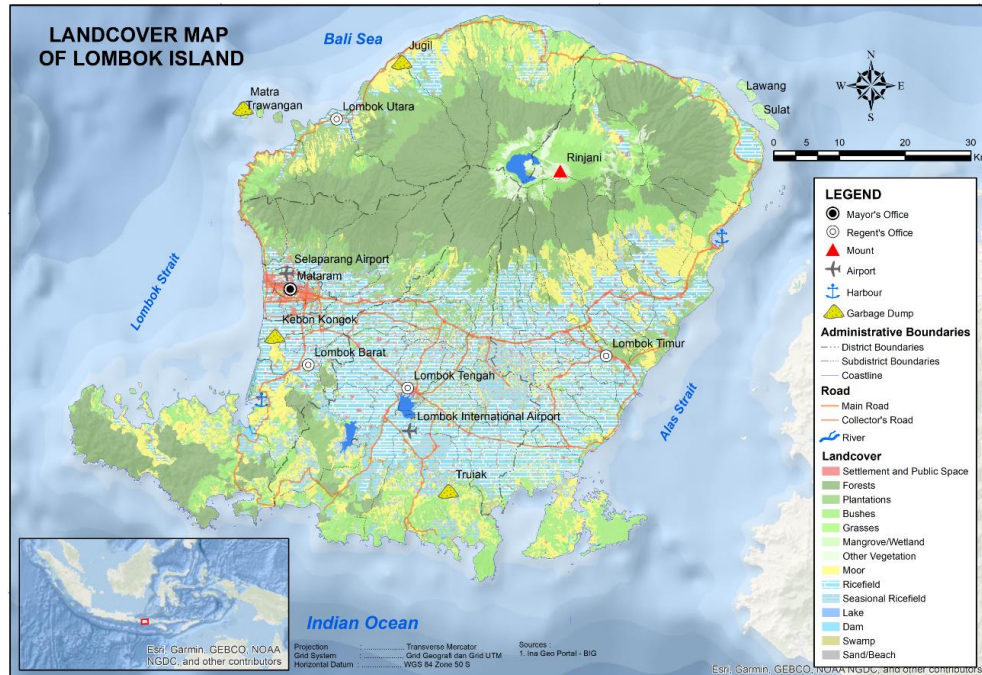 LANDCOVER MAP
OF LOMBOK ISLAND
Bali Sea
Jugil
Matra
Trawangan
Lombok Utara
Lawang
Sulat
N
W
E
S
0
5
10
20
30
Km
Rinjani
Selaparang Airport
Mataram
Lombok Strait
Kebon Kongok
Lombok Barat
Lombok Timur
Lombok Tengah
Lombok International Airport
Alas Strait
Truiak
Indian Ocean
LEGEND
Mayor's Office
Regent's Office
Mount
Airport
Harbour
Garbage Dump
Administrative Boundaries
District Boundaries
Subdistrict Boundaries
Coastline
Road
Main Road
Collector's Road
River
Landcover
Settlement and Public Space
Forests
Plantations
Bushes
Grasses
Mangrove/Wetland
Other Vegetation
Moor
Ricefield
Seasonal Ricefield
Lake
Dam
Swamp
Sand/Beach
Esri, Garmin, GEBCO, NOAA
NGDC, and other contributors
Projection : .................. Transverse Mercator
Grid System : .................. Grid Geografi dan Grid UTM
Horizontal Datum : .................. WGS 84 Zone 50 S
Sources :
1. Ina Geo Portal - BIG
Esri, Garmin, GEBCO, NOAA NGDC, and other contributors